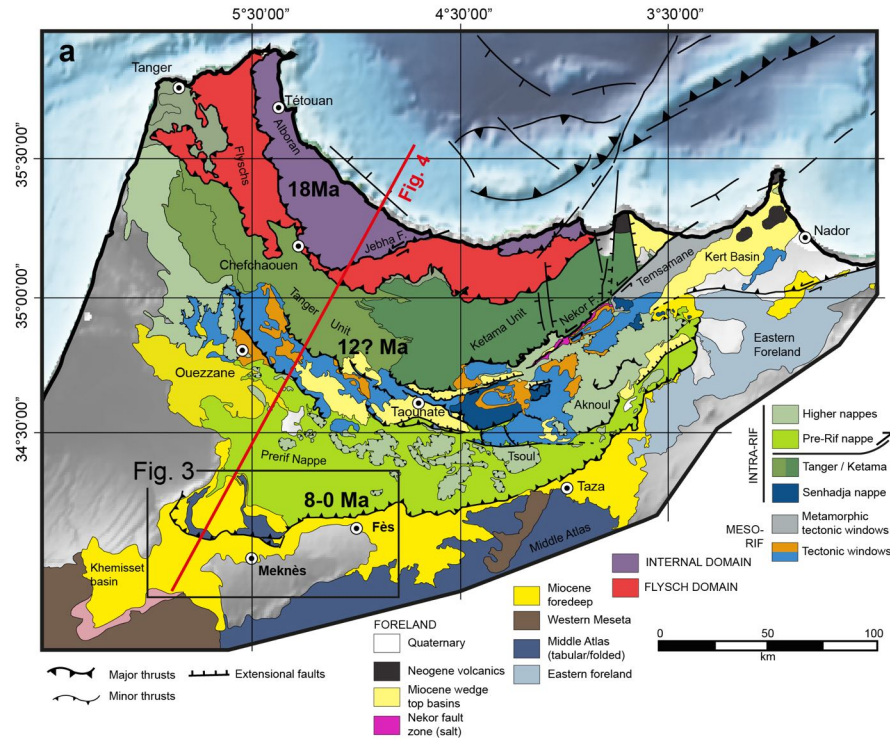 a
5°30'00"
4°30'00"
3°30'00"
35°30'00"
35°00'00"
34°30'00"
Tanger
Tétouan
Alboran
Flyschs
18Ma
Fig. 4
Jebha F.
Chefchaouen
Nador
Kert Basin
Temsamane
Nekor F.
Ketama Unit
Tanger
Unit
12? Ma
Eastern
Foreland
Ouezzane
Taounate
Aknoul
Tsoul
Prerif Nappe
Fig. 3
8-0 Ma
Taza
Fès
Middle Atlas
Meknès
Khemisset
basin
INTRA-RIF
Higher nappes
Pre-Rif nappe
Tanger / Ketama
Senhadja nappe
MESO-
RIF
Metamorphic
tectonic windows
Tectonic windows
INTERNAL DOMAIN
FLYSCH DOMAIN
Miocene
foredeep
Western Meseta
Middle Atlas
(tabular/folded)
Eastern foreland
FORELAND
Quaternary
Neogene volcanics
Miocene wedge
top basins
Nekor fault
zone (salt)
0
50
100
km
Major thrusts
Extensional faults
Minor thrusts